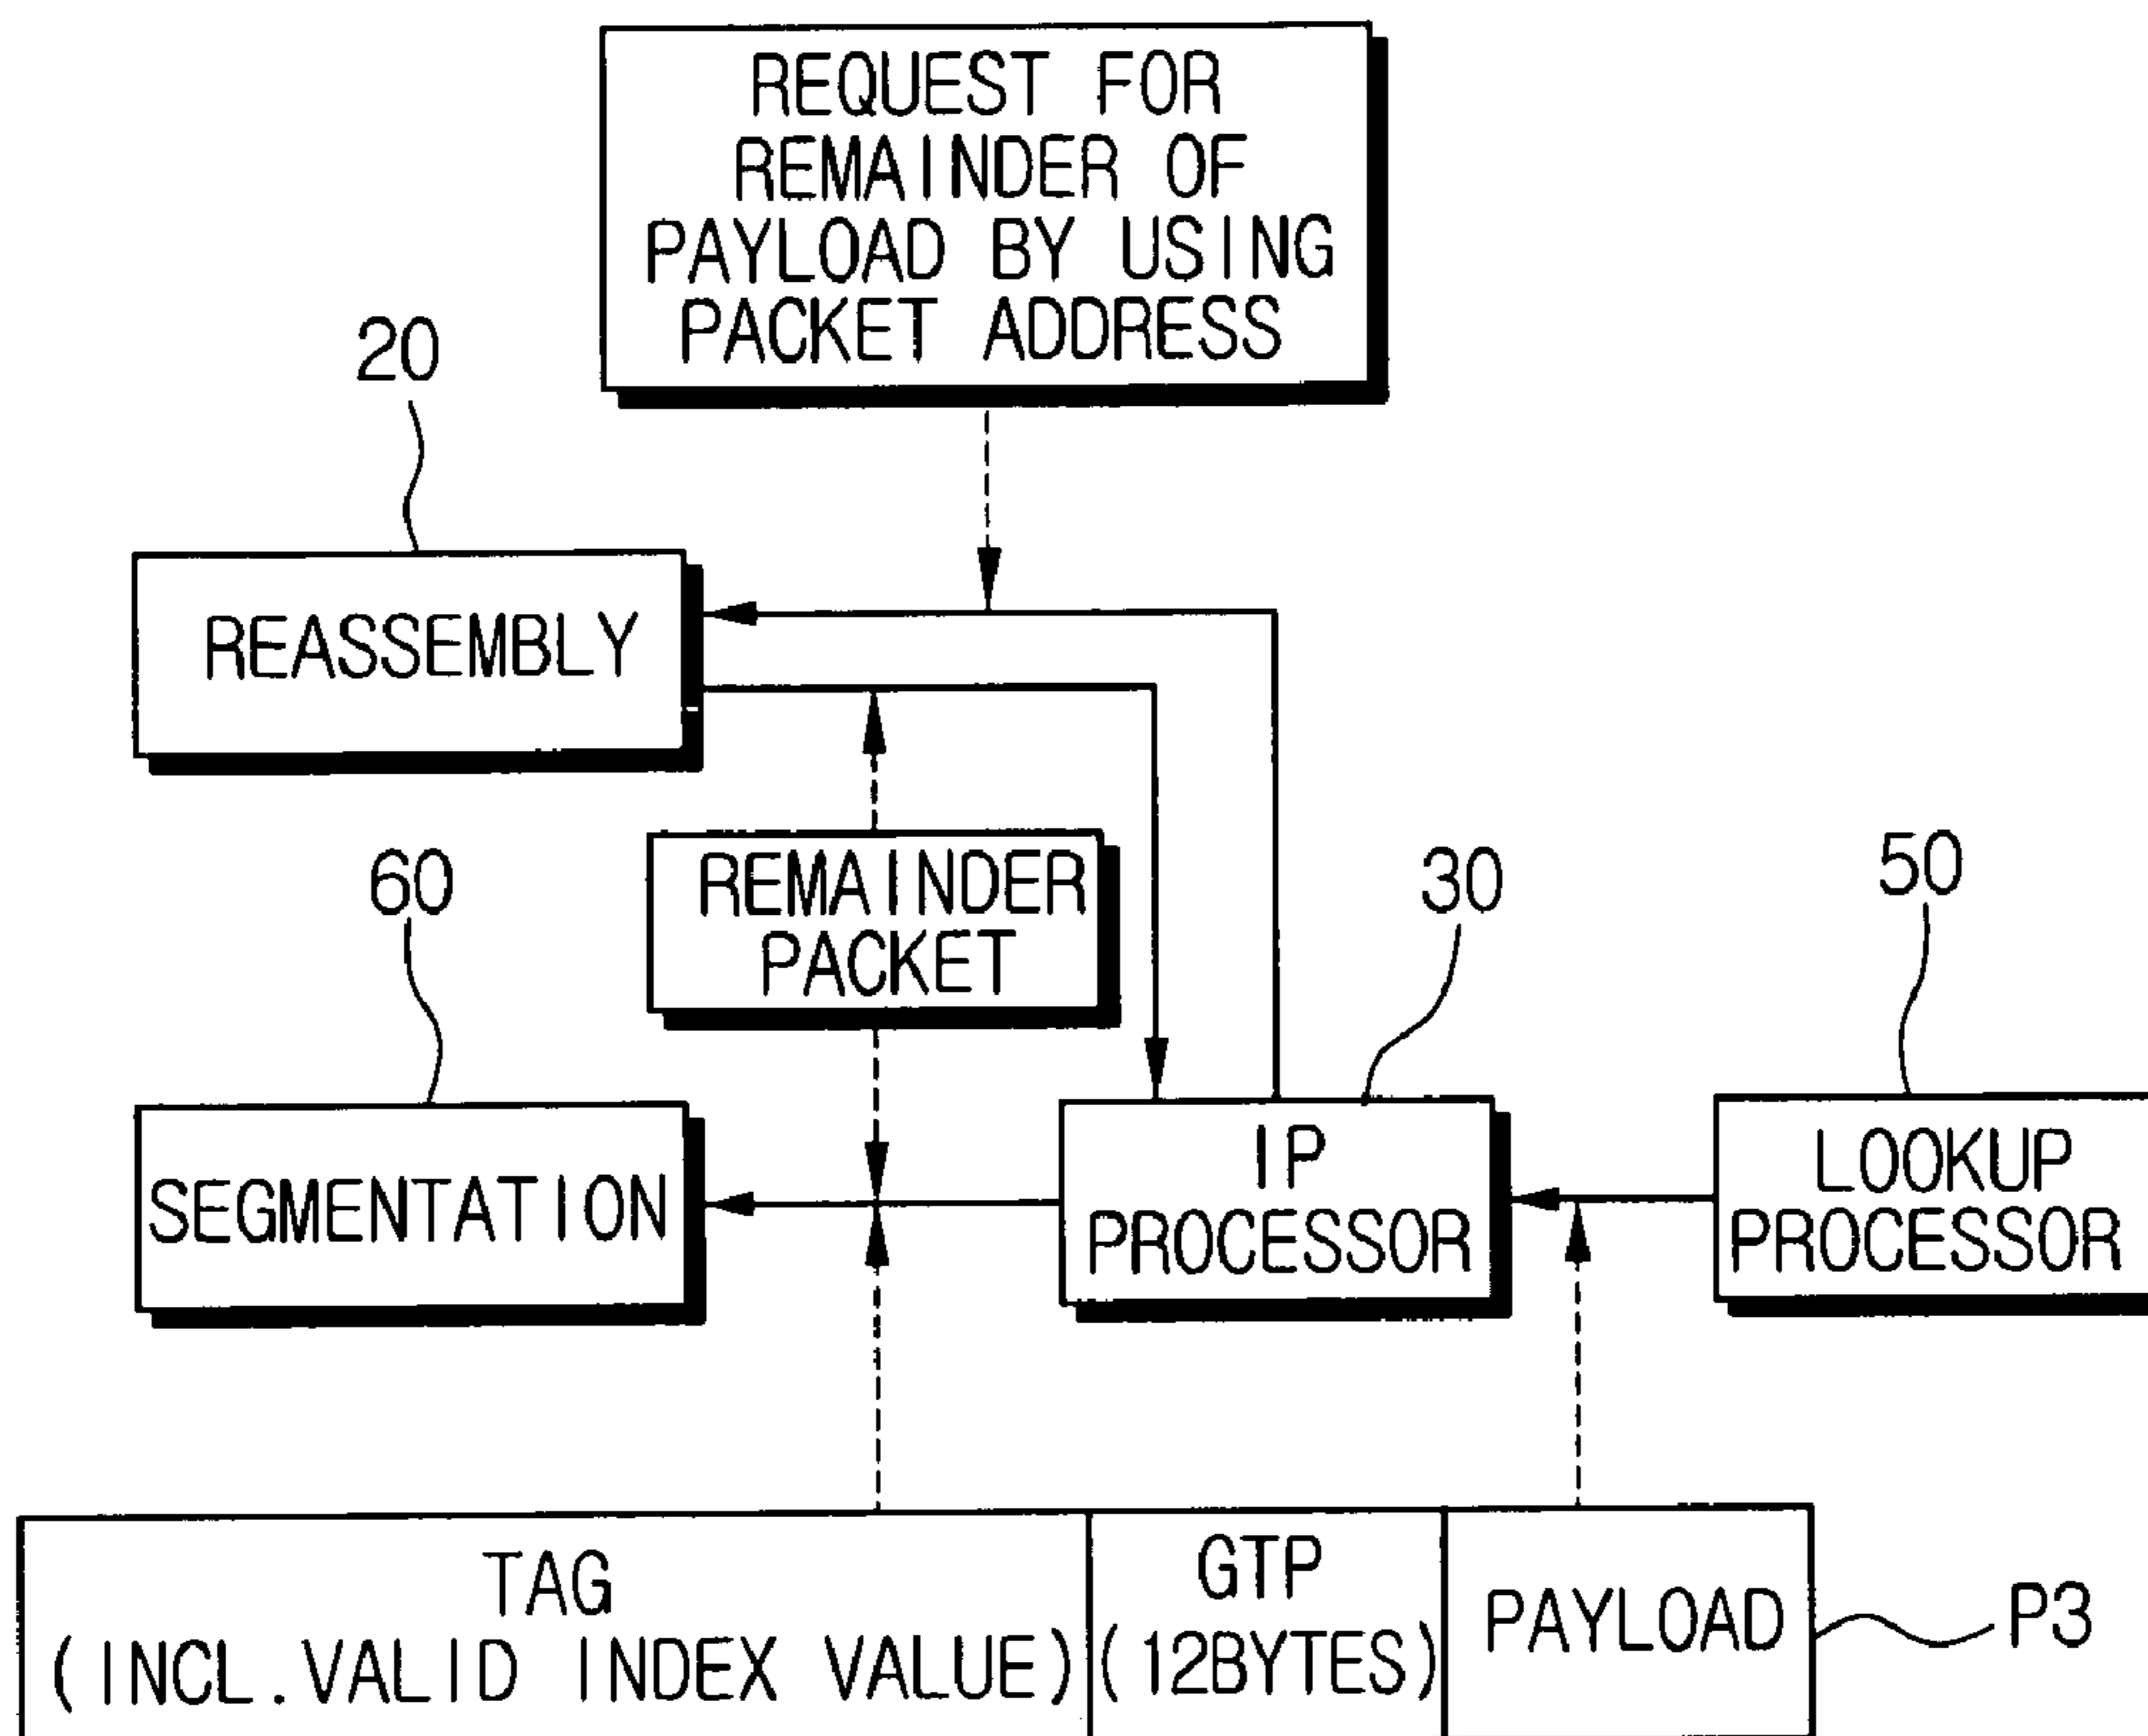 REQUEST FOR
REMAINDER OF
PAYLOAD BY USING
PACKET ADDRESS
20
REASSEMBLY
REMAINDER
PACKET
60
30
50
SEGMENTATION
IP
PROCESSOR
LOOKUP
PROCESSOR
TAG
(INCL.VALID INDEX VALUE)
GTP
(12BYTES)
PAYLOAD
P3